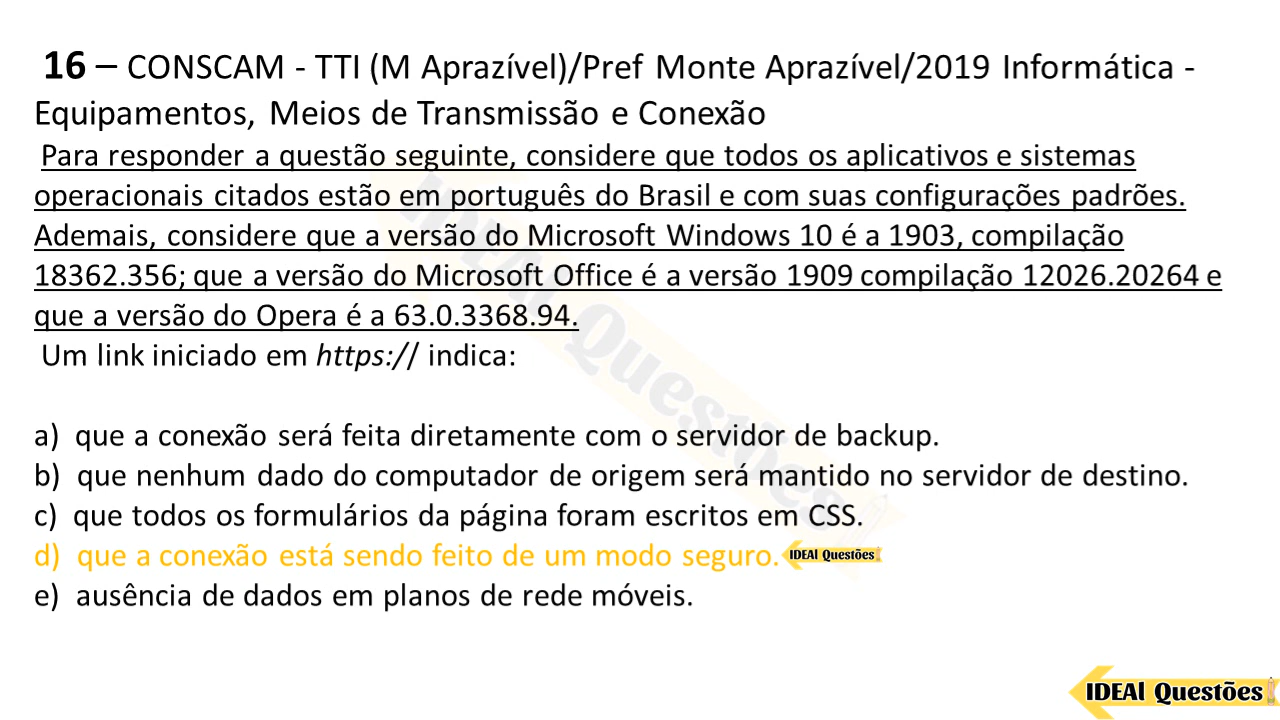 16 – CONSCAM - TTI (M Aprazível)/Pref Monte Aprazível/2019 Informática -
Equipamentos, Meios de Transmissão e Conexão
Para responder a questão seguinte, considere que todos os aplicativos e sistemas
operacionais citados estão em português do Brasil e com suas configurações padrões.
Ademais, considere que a versão do Microsoft Windows 10 é a 1903, compilação
18362.356; que a versão do Microsoft Office é a versão 1909 compilação 12026.20264 e
que a versão do Opera é a 63.0.3368.94.
Um link iniciado em https:// indica:
a) que a conexão será feita diretamente com o servidor de backup.
b) que nenhum dado do computador de origem será mantido no servidor de destino.
c) que todos os formulários da página foram escritos em CSS.
d) que a conexão está sendo feito de um modo seguro. IDEAl Questões
e) ausência de dados em planos de rede móveis.
IDEAl Questões
IDEAl Questões